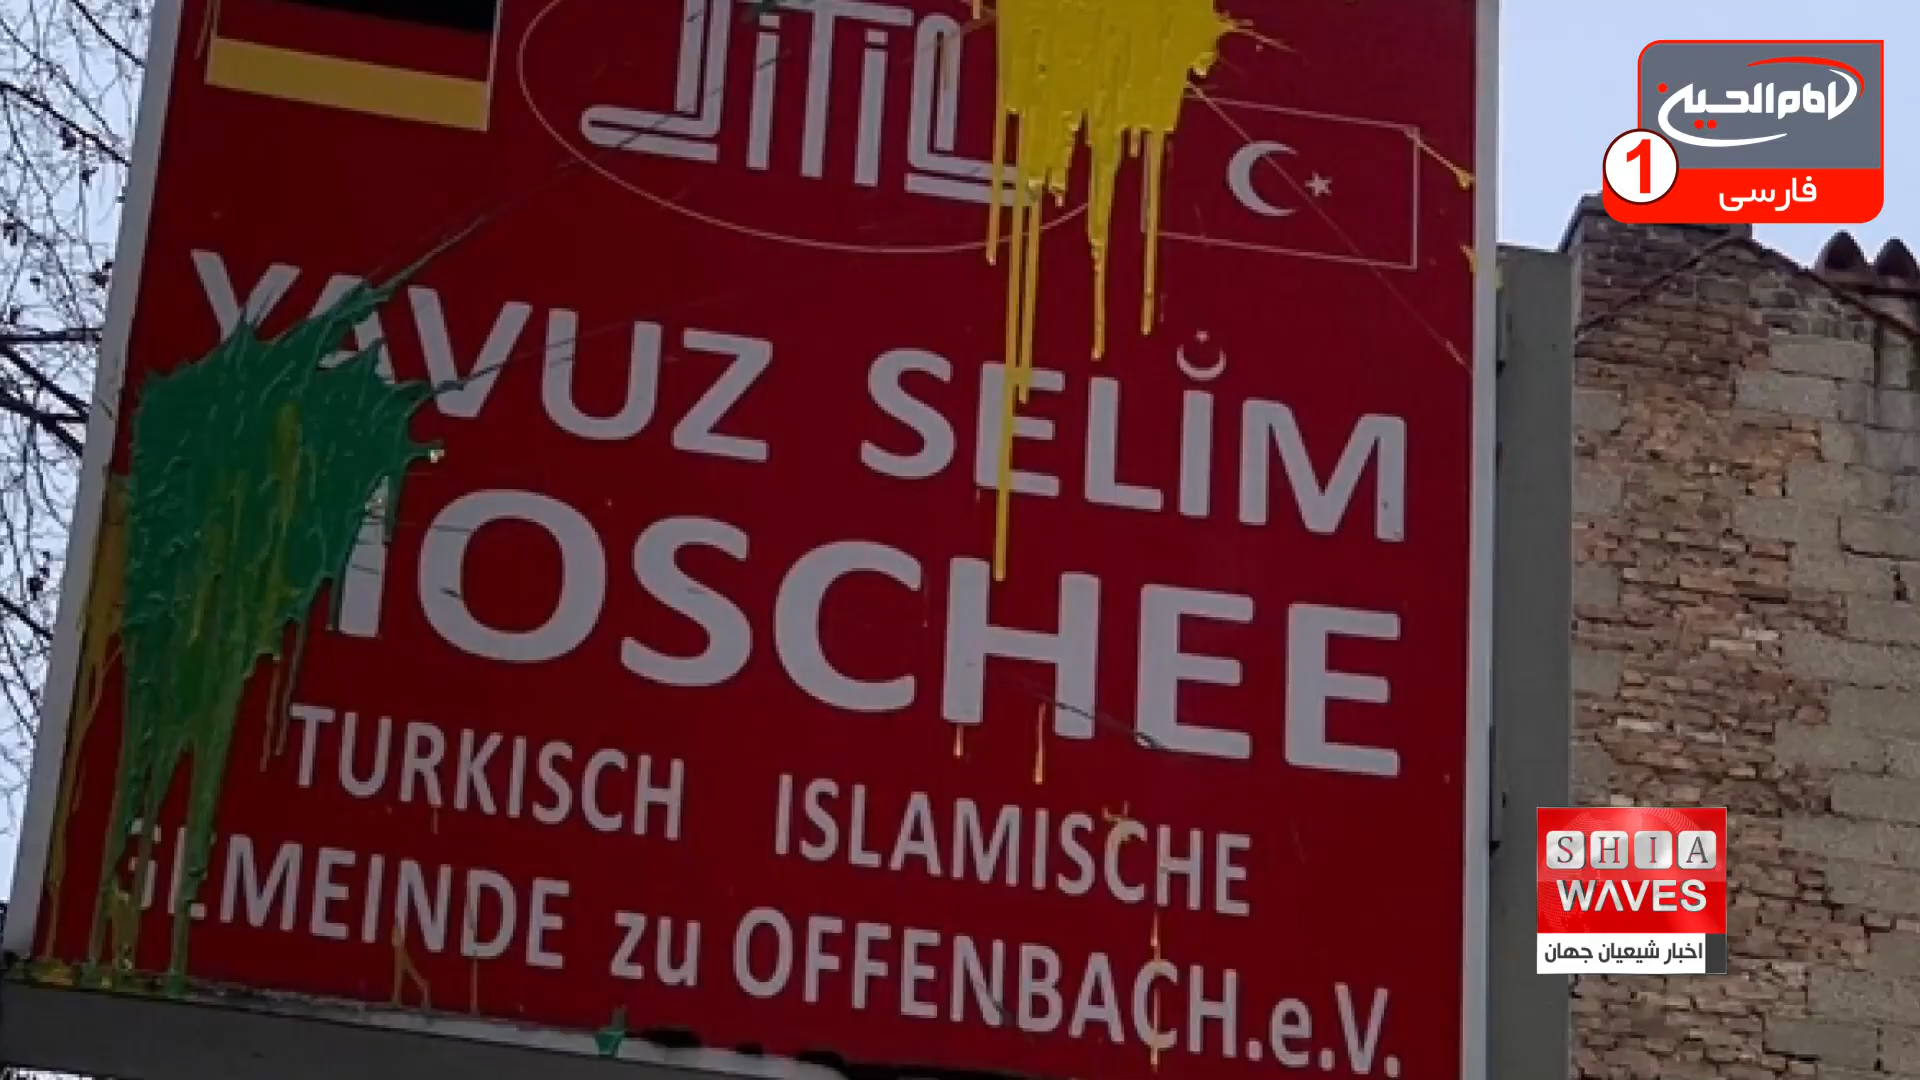 DITIB
YAVUZ SELİM
MOSCHEE
TURKISCH ISLAMISCHE
GEMEINDE zu OFFENBACH.e.V.
امام الحسین
1
فارسی
SHIA
WAVES
اخبار شیعیان جهان